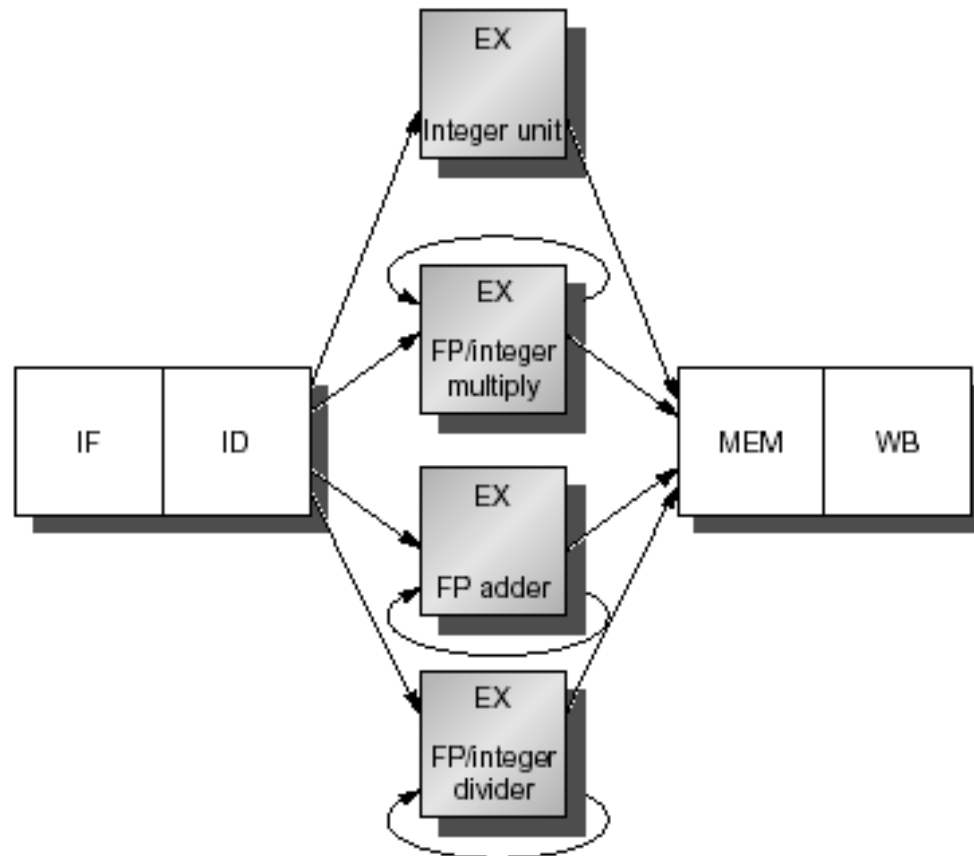 EX
Integer unit
EX
FP/integer
multiply
IF
ID
MEM
WB
EX
FP adder
EX
FP/integer
divider